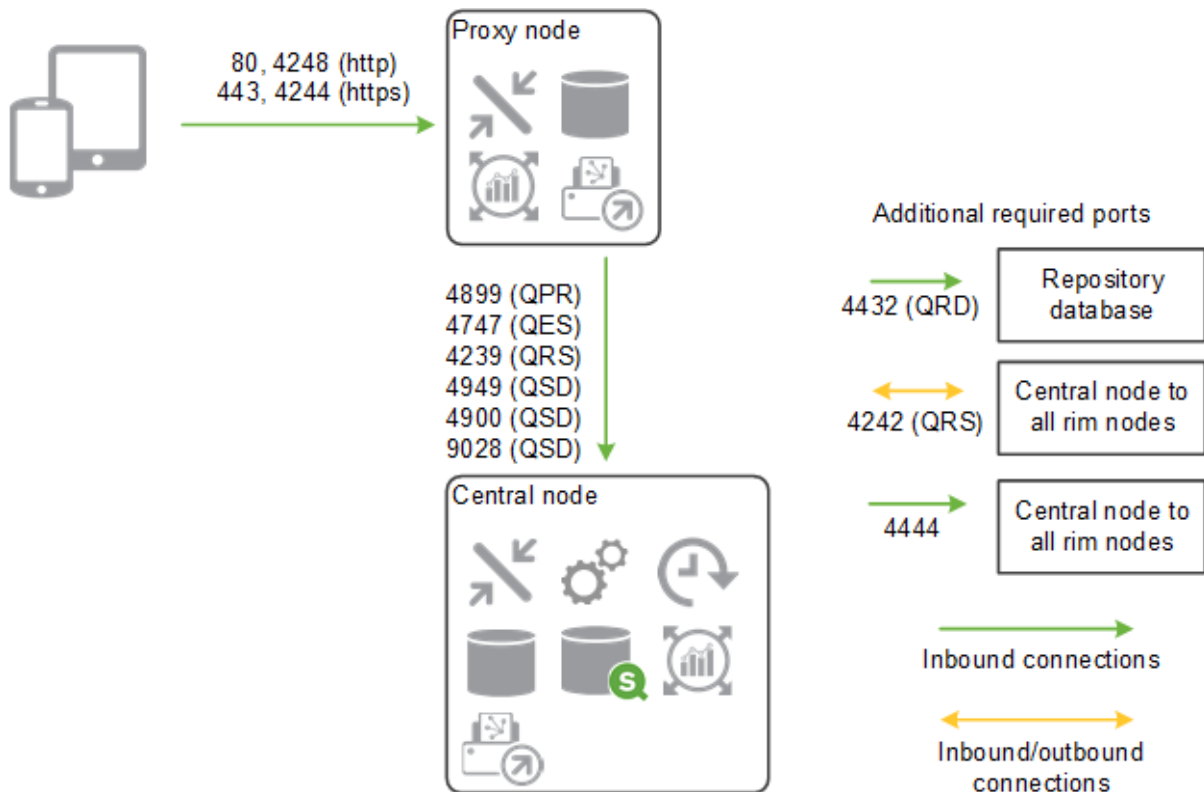 Proxy node
80, 4248 (http)
443, 4244 (https)
4899 (QPR)
4747 (QES)
4239 (QRS)
4949 (QSD)
4900 (QSD)
9028 (QSD)
Central node
S
Additional required ports
4432 (QRD)
Repository
database
4242 (QRS)
Central node to
all rim nodes
4444
Central node to
all rim nodes
Inbound connections
Inbound/outbound
connections